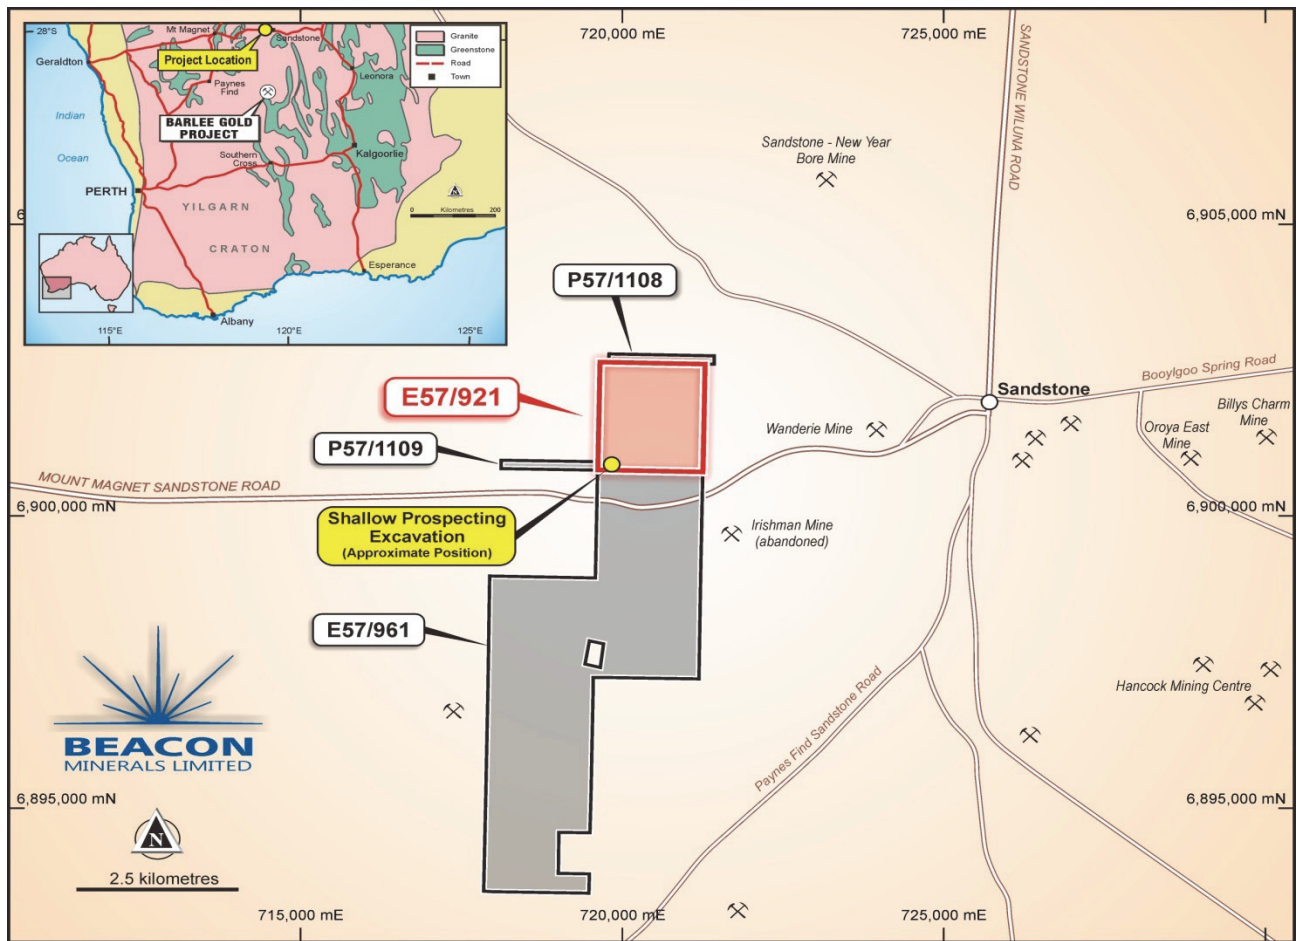 720,000 mE
725,000 mE
28°S
Mt Magnet
Sandstone
Project Location
Geraldton
Paynes
Find
Leonora
Granite
Greenstone
Road
Town
Indian
Ocean
BARLEE GOLD
PROJECT
Southern
Cross
Kalgoorlie
PERTH
YILGARN
CRATON
Kilometres
0
200
N
Esperance
Albany
115°E
120°E
125°E
6
SANDSTONE WILUNA ROAD
Sandstone - New Year
Bore Mine
6,905,000 mN
P57/1108
E57/921
P57/1109
Sandstone
Booylgoo Spring Road
Wanderie Mine
Oroya East
Mine
Billys Charm
Mine
MOUNT MAGNET SANDSTONE ROAD
6,900,000 mN
6,900,000 mN
Shallow Prospecting
Excavation
(Approximate Position)
Irishman Mine
(abandoned)
E57/961
Paynes Find Sandstone Road
Hancock Mining Centre
BEACON
MINERALS LIMITED
6,895,000 mN
6,895,000 mN
N
2.5 kilometres
715,000 mE
720,000 mE
725,000 mE